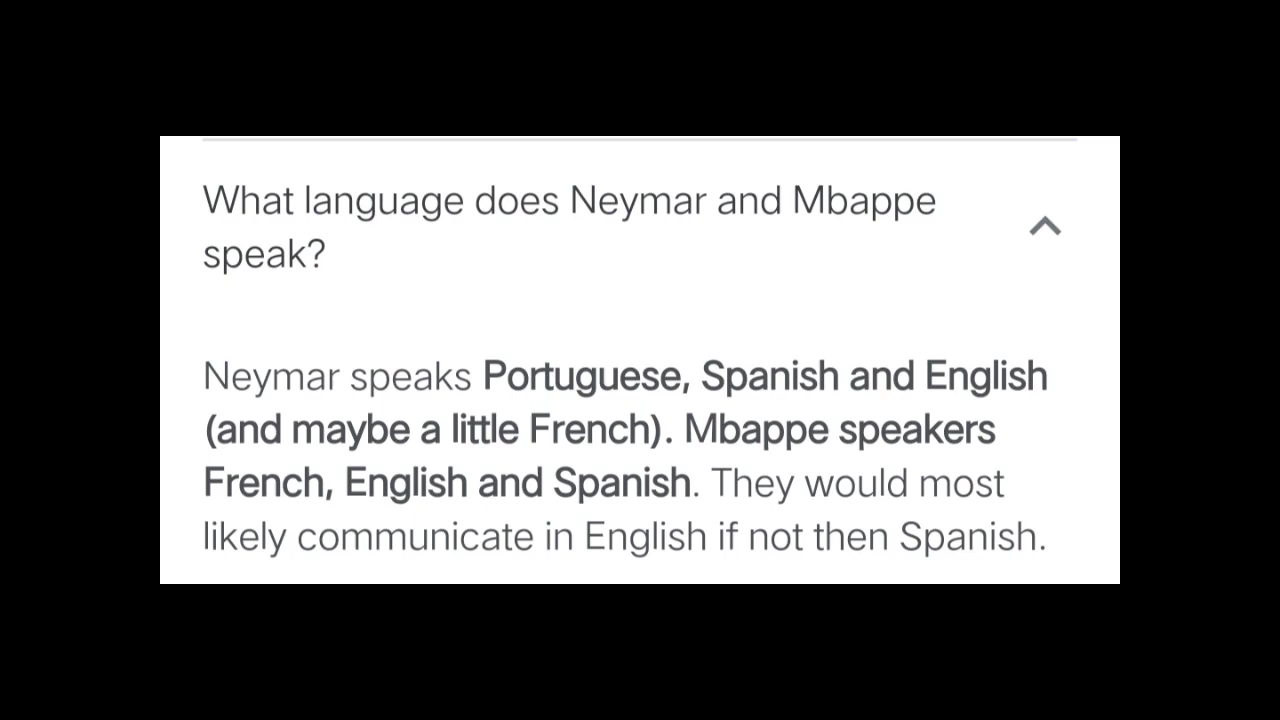 What language does Neymar and Mbappe
speak?
Neymar speaks Portuguese, Spanish and English
(and maybe a little French). Mbappe speakers
French, English and Spanish. They would most
likely communicate in English if not then Spanish.